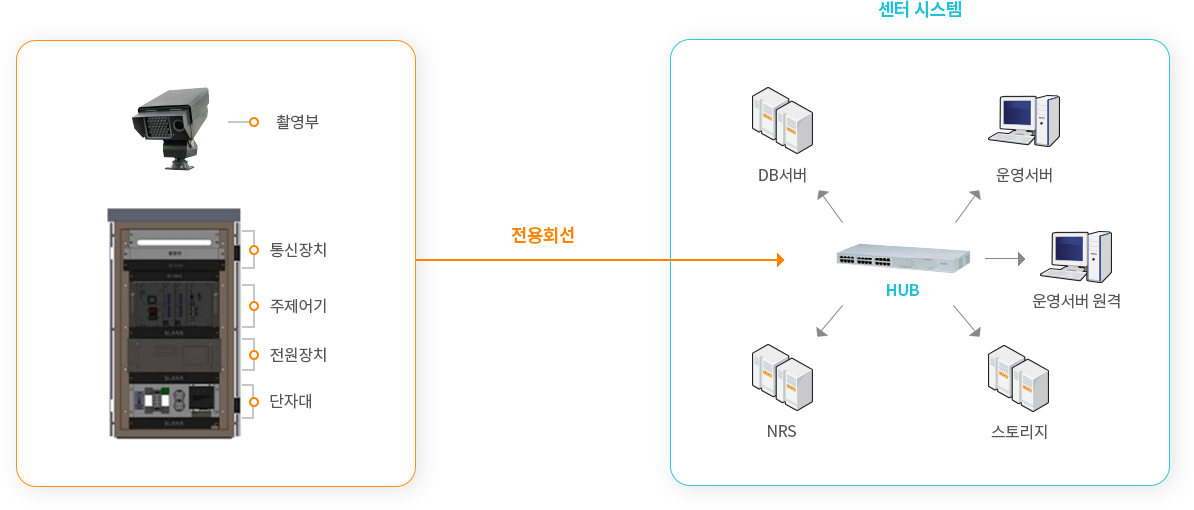 센터 시스템
촬영부
통신장치
주제어기
전원장치
단자대
전용회선
DB서버
운영서버
HUB
운영서버 원격
NRS
스토리지